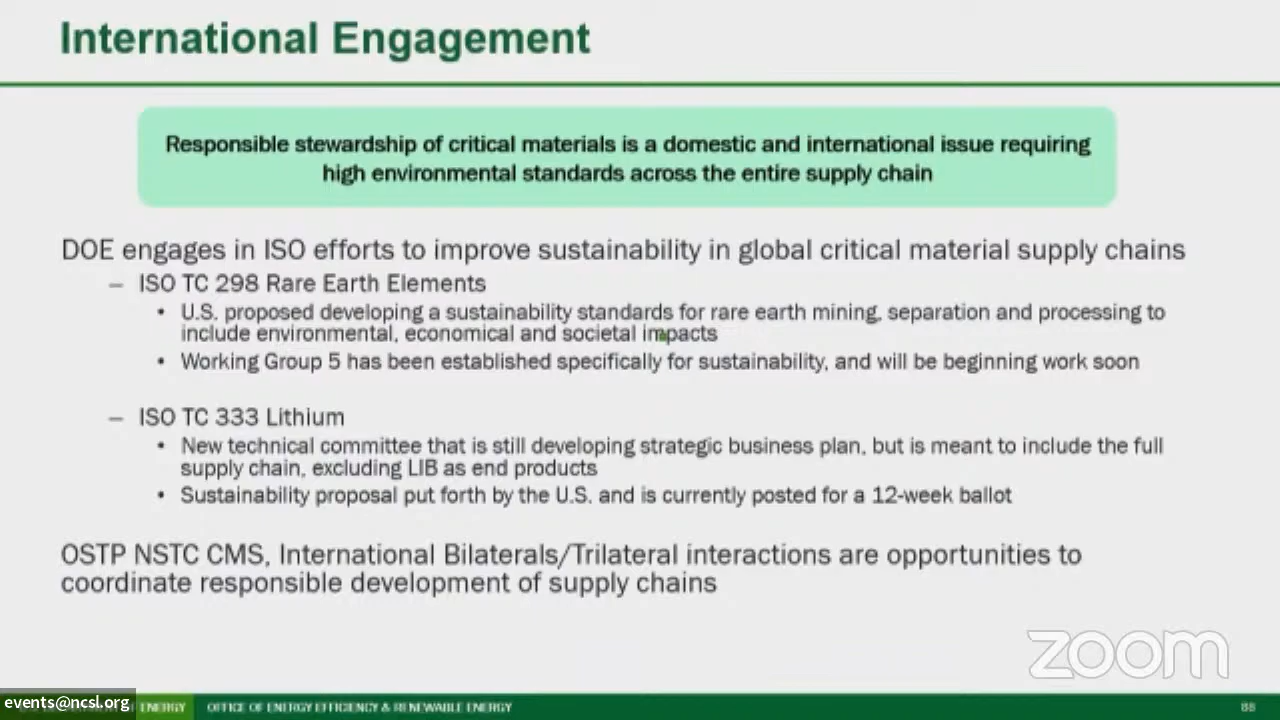 International Engagement
Responsible stewardship of critical materials is a domestic and international issue requiring
high environmental standards across the entire supply chain
DOE engages in ISO efforts to improve sustainability in global critical material supply chains
– ISO TC 298 Rare Earth Elements
• U.S. proposed developing a sustainability standards for rare earth mining, separation and processing to
include environmental, economical and societal impacts
• Working Group 5 has been established specifically for sustainability, and will be beginning work soon
– ISO TC 333 Lithium
• New technical committee that is still developing strategic business plan, but is meant to include the full
supply chain, excluding LIB as end products
• Sustainability proposal put forth by the U.S. and is currently posted for a 12-week ballot
OSTP NSTC CMS, International Bilaterals/Trilateral interactions are opportunities to
coordinate responsible development of supply chains
zoom
events@ncsl.org
ENERGY OFFICE OF ENERGY EFFICIENCY & RENEWABLE ENERGY